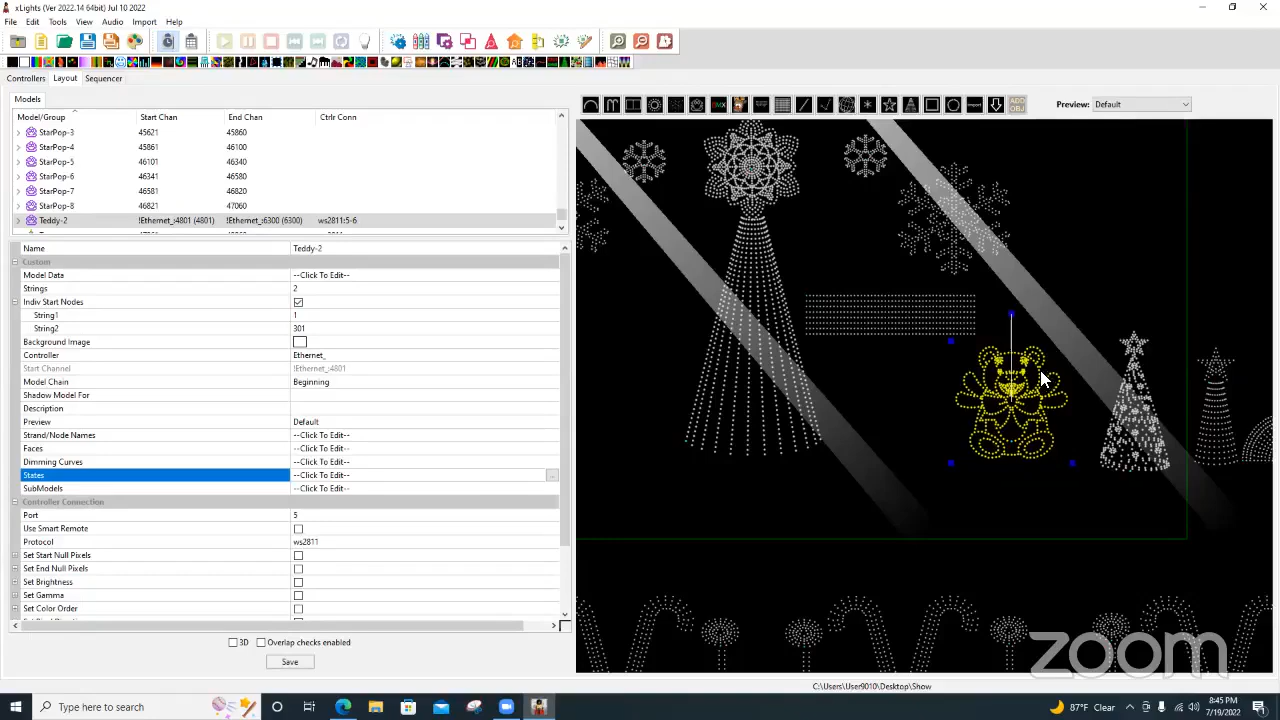 xLights (Ver 2022.14 64bit) Jul 10 2022
File Edit Tools View Audio Import Help
Controllers Layout Sequencer
Models
Preview: Default
Model/Group Start Chan End Chan Ctrlr Conn
StarPop-3 45621 45860
StarPop-4 45861 46100
StarPop-5 46101 46340
StarPop-6 46341 46580
StarPop-7 46581 46820
StarPop-8 46821 47060
Teddy-2 !Ethernet_:4801 (4801) !Ethernet_:6300 (6300) ws2811:5-6
Name Teddy-2
Custom
Model Data --Click To Edit--
Strings 2
Indiv Start Nodes
String1 1
String2 301
Background Image
Controller Ethernet_
Start Channel !Ethernet_:4801
Model Chain Beginning
Shadow Model For
Description
Preview Default
Strand/Node Names --Click To Edit--
Faces --Click To Edit--
Dimming Curves --Click To Edit--
States --Click To Edit-- ...
SubModels --Click To Edit--
Controller Connection
Port 5
Use Smart Remote
Protocol ws2811
Set Start Null Pixels
Set End Null Pixels
Set Brightness
Set Gamma
Set Color Order
3D Overlap checks enabled
Save
zoom
C:\Users\User9010\Desktop\Show
Type here to search
87°F Clear
8:45 PM
7/19/2022